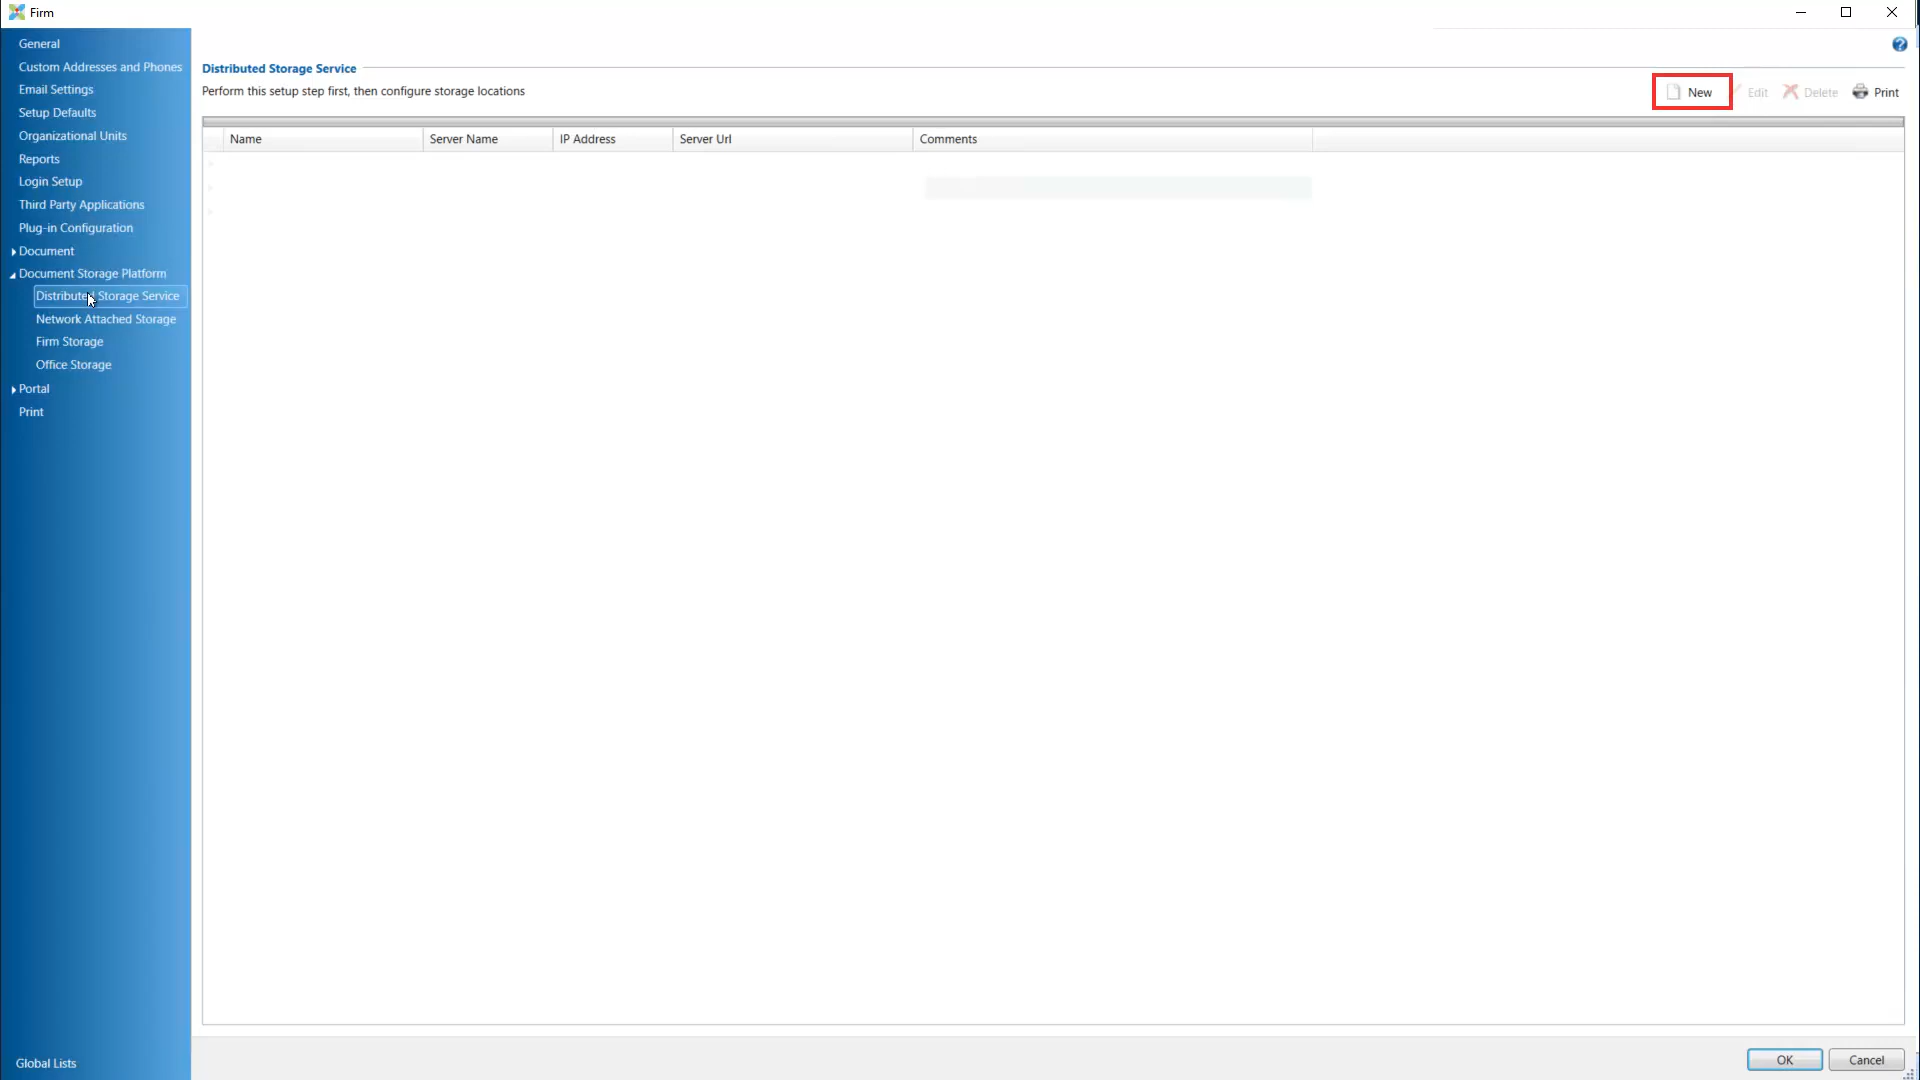 Firm
General
Custom Addresses and Phones
Email Settings
Setup Defaults
Organizational Units
Reports
Login Setup
Third Party Applications
Plug-in Configuration
Document
Document Storage Platform
Distributed Storage Service
Network Attached Storage
Firm Storage
Office Storage
Portal
Print
Global Lists
Distributed Storage Service
Perform this setup step first, then configure storage locations
New Edit Delete Print
Name Server Name IP Address Server Url Comments
OK Cancel